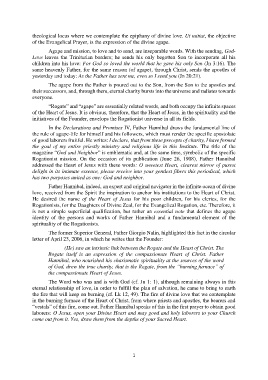 theological locus where we contemplate the epiphany of divine love. Ut unitas, the objective
of the Evangelical Prayer, is the expression of the divine agape.
Agape and mission, to love and to send, are inseparable words. With the sending, God-
Love leaves the Trinitarian borders; he sends his only begotten Son to incorporate all his
children into his love: For God so loved the world that he gave his only Son (Jn 3:16). The
same heavenly Father, for the same reason (of agape), through Christ, sends the apostles of
yesterday and today: As the Father has sent me, even so I send you (Jn 20:21).
The agape from the Father is poured out to the Son, from the Son to the apostles and
their successors, and, through them, eternal charity bursts into the universe and radiates towards
everyone.
"Rogate" and "agape" are essentially related words, and both occupy the infinite spaces
of the Heart of Jesus. It is obvious, therefore, that the Heart of Jesus, in the spirituality and the
initiatives of the Founder, envelops the Rogationist universe in all its fields.
In the Declarations and Promises IV, Father Hannibal draws the fundamental line of
the rule of agape-life for himself and his followers, which must render the specific apostolate
of good laborers fruitful: He where I declare, that from these precepts of charity, I must form
the goal of my entire priestly ministry and religious life in this Institute. The title of the
magazine "God and Neighbor" is emblematic and, at the same time, symbolic of the specific
Rogationist mission. On the occasion of its publication (June 26, 1908), Father Hannibal
addressed the Heart of Jesus with these words: O sweetest Heart, clearest mirror of purest
delight in its intimate essence, please receive into your gentlest fibers this periodical, which
has two purposes united as one: God and neighbor.
Father Hannibal, indeed, an expert and original navigator in the infinite ocean of divine
love, received from the Spirit the inspiration to anchor his institutions to the Heart of Christ.
He desired the name of the Heart of Jesus for his poor children, for his clerics, for the
Rogationists, for the Daughters of Divine Zeal, for the Evangelical Rogation, etc. Therefore, it
is not a simple superficial qualification, but rather an essential note that defines the agape
identity of the persons and works of Father Hannibal and a fundamental element of the
spirituality of the Rogationists.
The former Superior General, Father Giorgio Nalin, highlighted this fact in the circular
letter of April 23, 2006, in which he writes that the Founder:
(He) saw an intrinsic link between the Rogate and the Heart of Christ. The
Rogate itself is an expression of the compassionate Heart of Christ. Father
Hannibal, who nourished his charismatic spirituality at the sources of the word
of God, drew the true charity, that is the Rogate, from the "burning furnace" of
the compassionate Heart of Jesus.
The Word who was and is with God (cf. Jn 1: 1), although remaining always in this
eternal relationship of love, in order to fulfill the plan of salvation, he came to bring to earth
the fire that will keep on burning (cf. Lk 12, 49). The fire of divine love that we contemplate
in the burning furnace of the Heart of Christ, from where priests and apostles, the bearers and
"vestals" of this fire, come out. Father Hannibal speaks of this in the first prayer to obtain good
laborers: O Jesus, open your Divine Heart and may good and holy laborers to your Church
come out from it. Yes, draw them from the depths of your Sacred Heart.
2